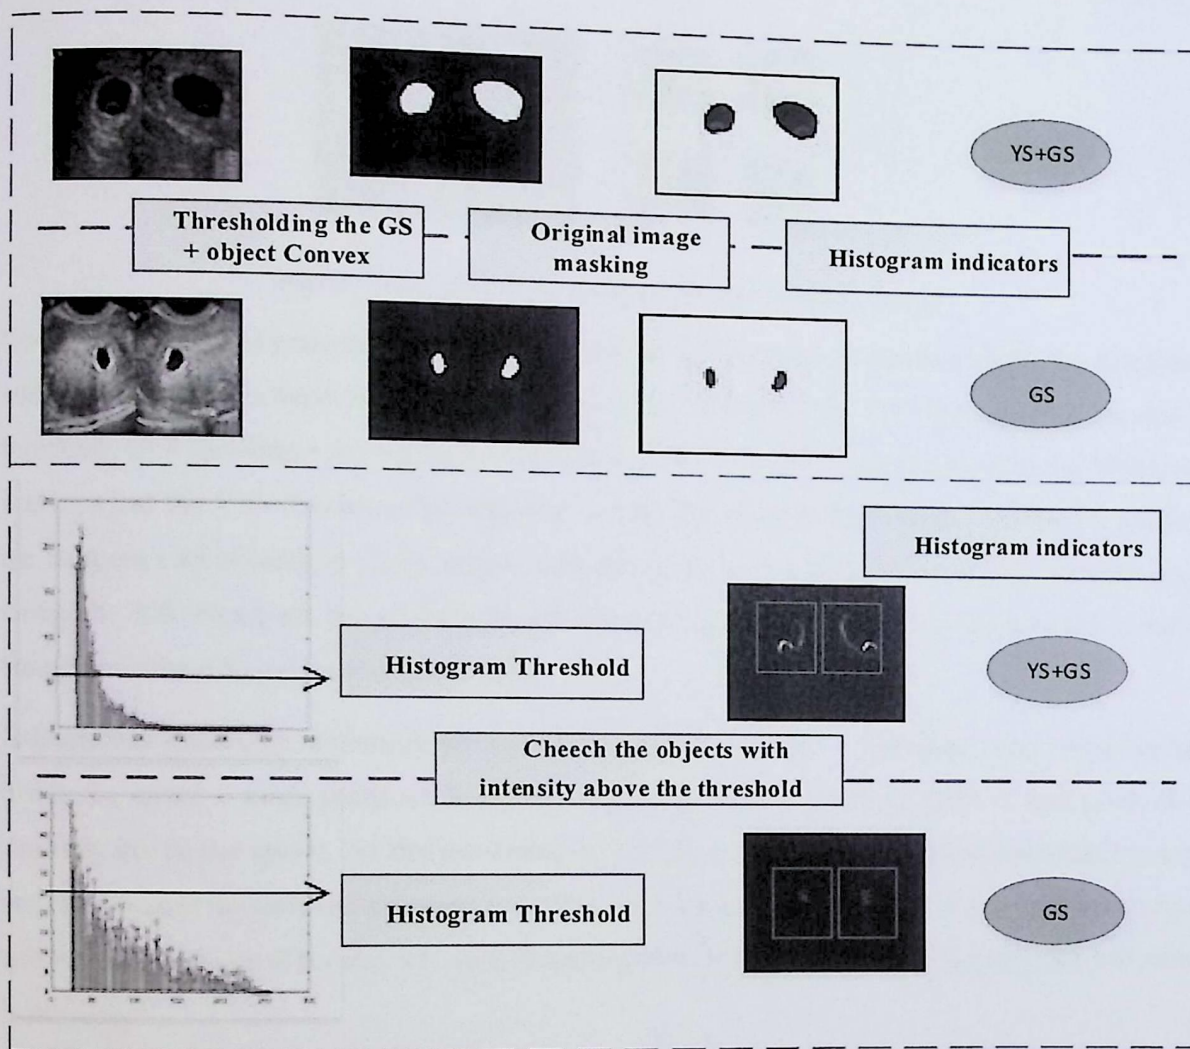 YS+GS
Thresholding the GS
+ object Convex
Original image
masking
Histogram indicators
GS
Histogram indicators
Histogram Threshold
YS+GS
Cheech the objects with
intensity above the threshold
Histogram Threshold
GS